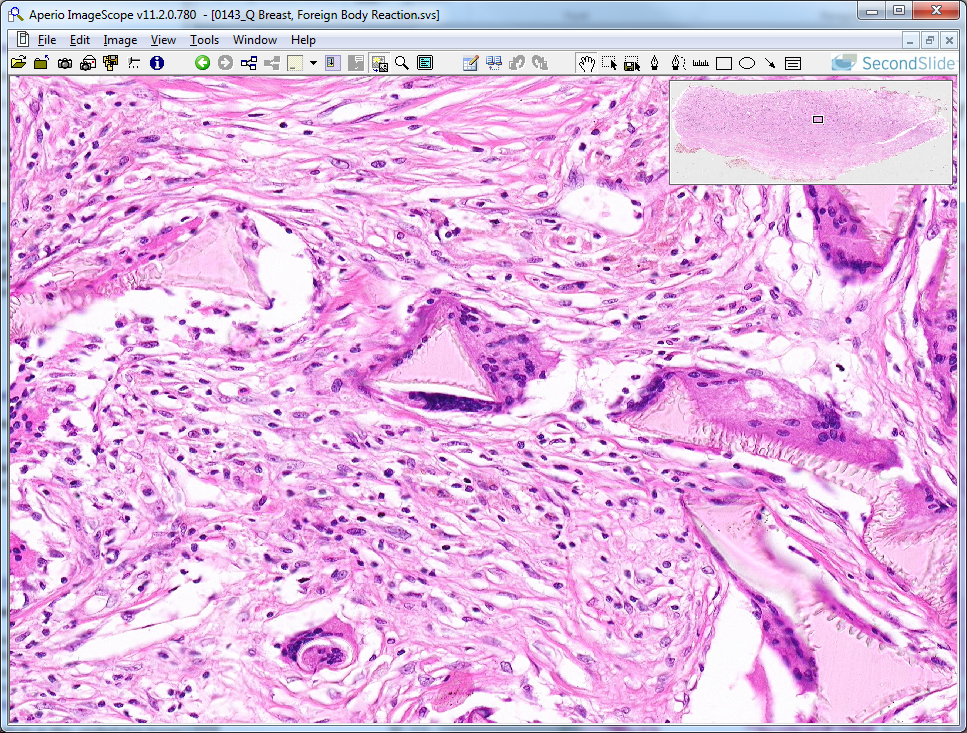 Aperio ImageScope v11.2.0.780 - [0143_Q Breast, Foreign Body Reaction.svs]
File Edit Image View Tools Window Help
SecondSlide